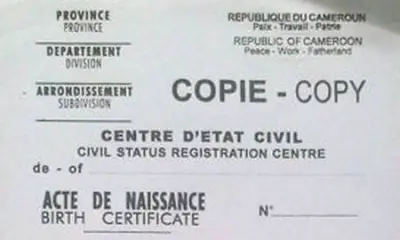 PROVINCE
PROVINCE
DEPARTEMENT
DIVISION
ARRONDISSEMENT
SUBDIVISION
REPUBLIQUE DU CAMEROUN
Paix - Travail - Patrie
REPUBLIC OF CAMEROON
Peace - Work - Fatherland
COPIE - COPY
CENTRE D'ETAT CIVIL
CIVIL STATUS REGISTRATION CENTRE
de - of
ACTE DE NAISSANCE
BIRTH CERTIFICATE
N°